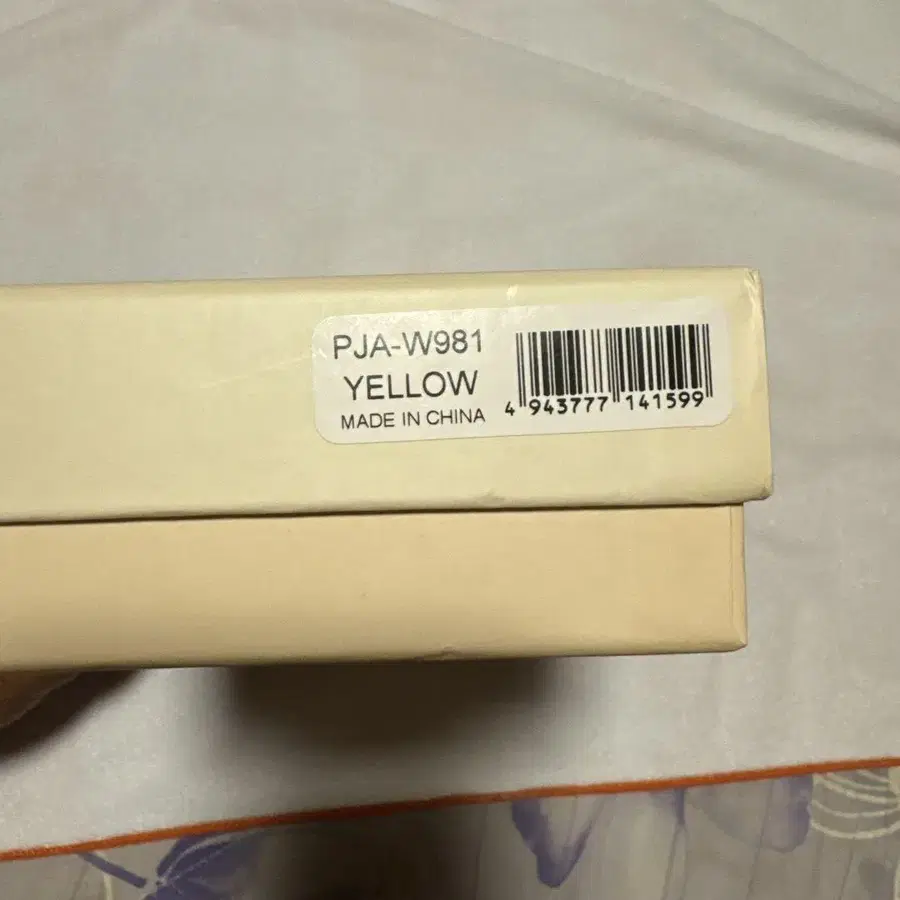 PJA-W981
YELLOW
MADE IN CHINA
4 943777 141599